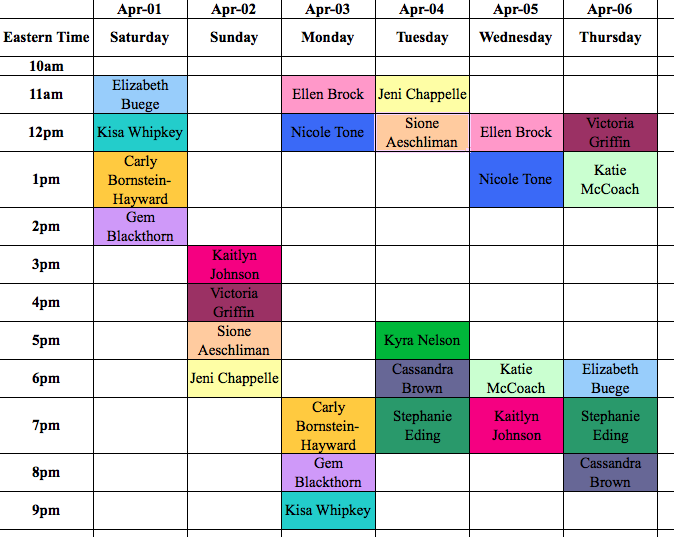 Apr-01 Apr-02 Apr-03 Apr-04 Apr-05 Apr-06
Eastern Time Saturday Sunday Monday Tuesday Wednesday Thursday
10am
11am Elizabeth Buege Ellen Brock Jeni Chappelle
12pm Kisa Whipkey Nicole Tone Sione Aeschliman Ellen Brock Victoria Griffin
1pm Carly Bornstein-Hayward Nicole Tone Katie McCoach
2pm Gem Blackthorn
3pm Kaitlyn Johnson
4pm Victoria Griffin
5pm Sione Aeschliman Kyra Nelson
6pm Jeni Chappelle Cassandra Brown Katie McCoach Elizabeth Buege
7pm Carly Bornstein-Hayward Stephanie Eding Kaitlyn Johnson Stephanie Eding
8pm Gem Blackthorn Cassandra Brown
9pm Kisa Whipkey